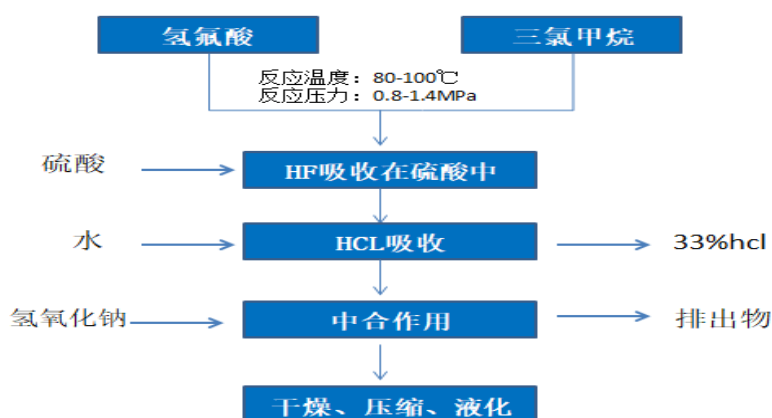 氢氟酸
三氯甲烷
反应温度：80-100℃
反应压力：0.8-1.4MPa
硫酸
HF吸收在硫酸中
水
HCL吸收
33%hcl
氢氧化钠
中合作用
排出物
干燥、压缩、液化